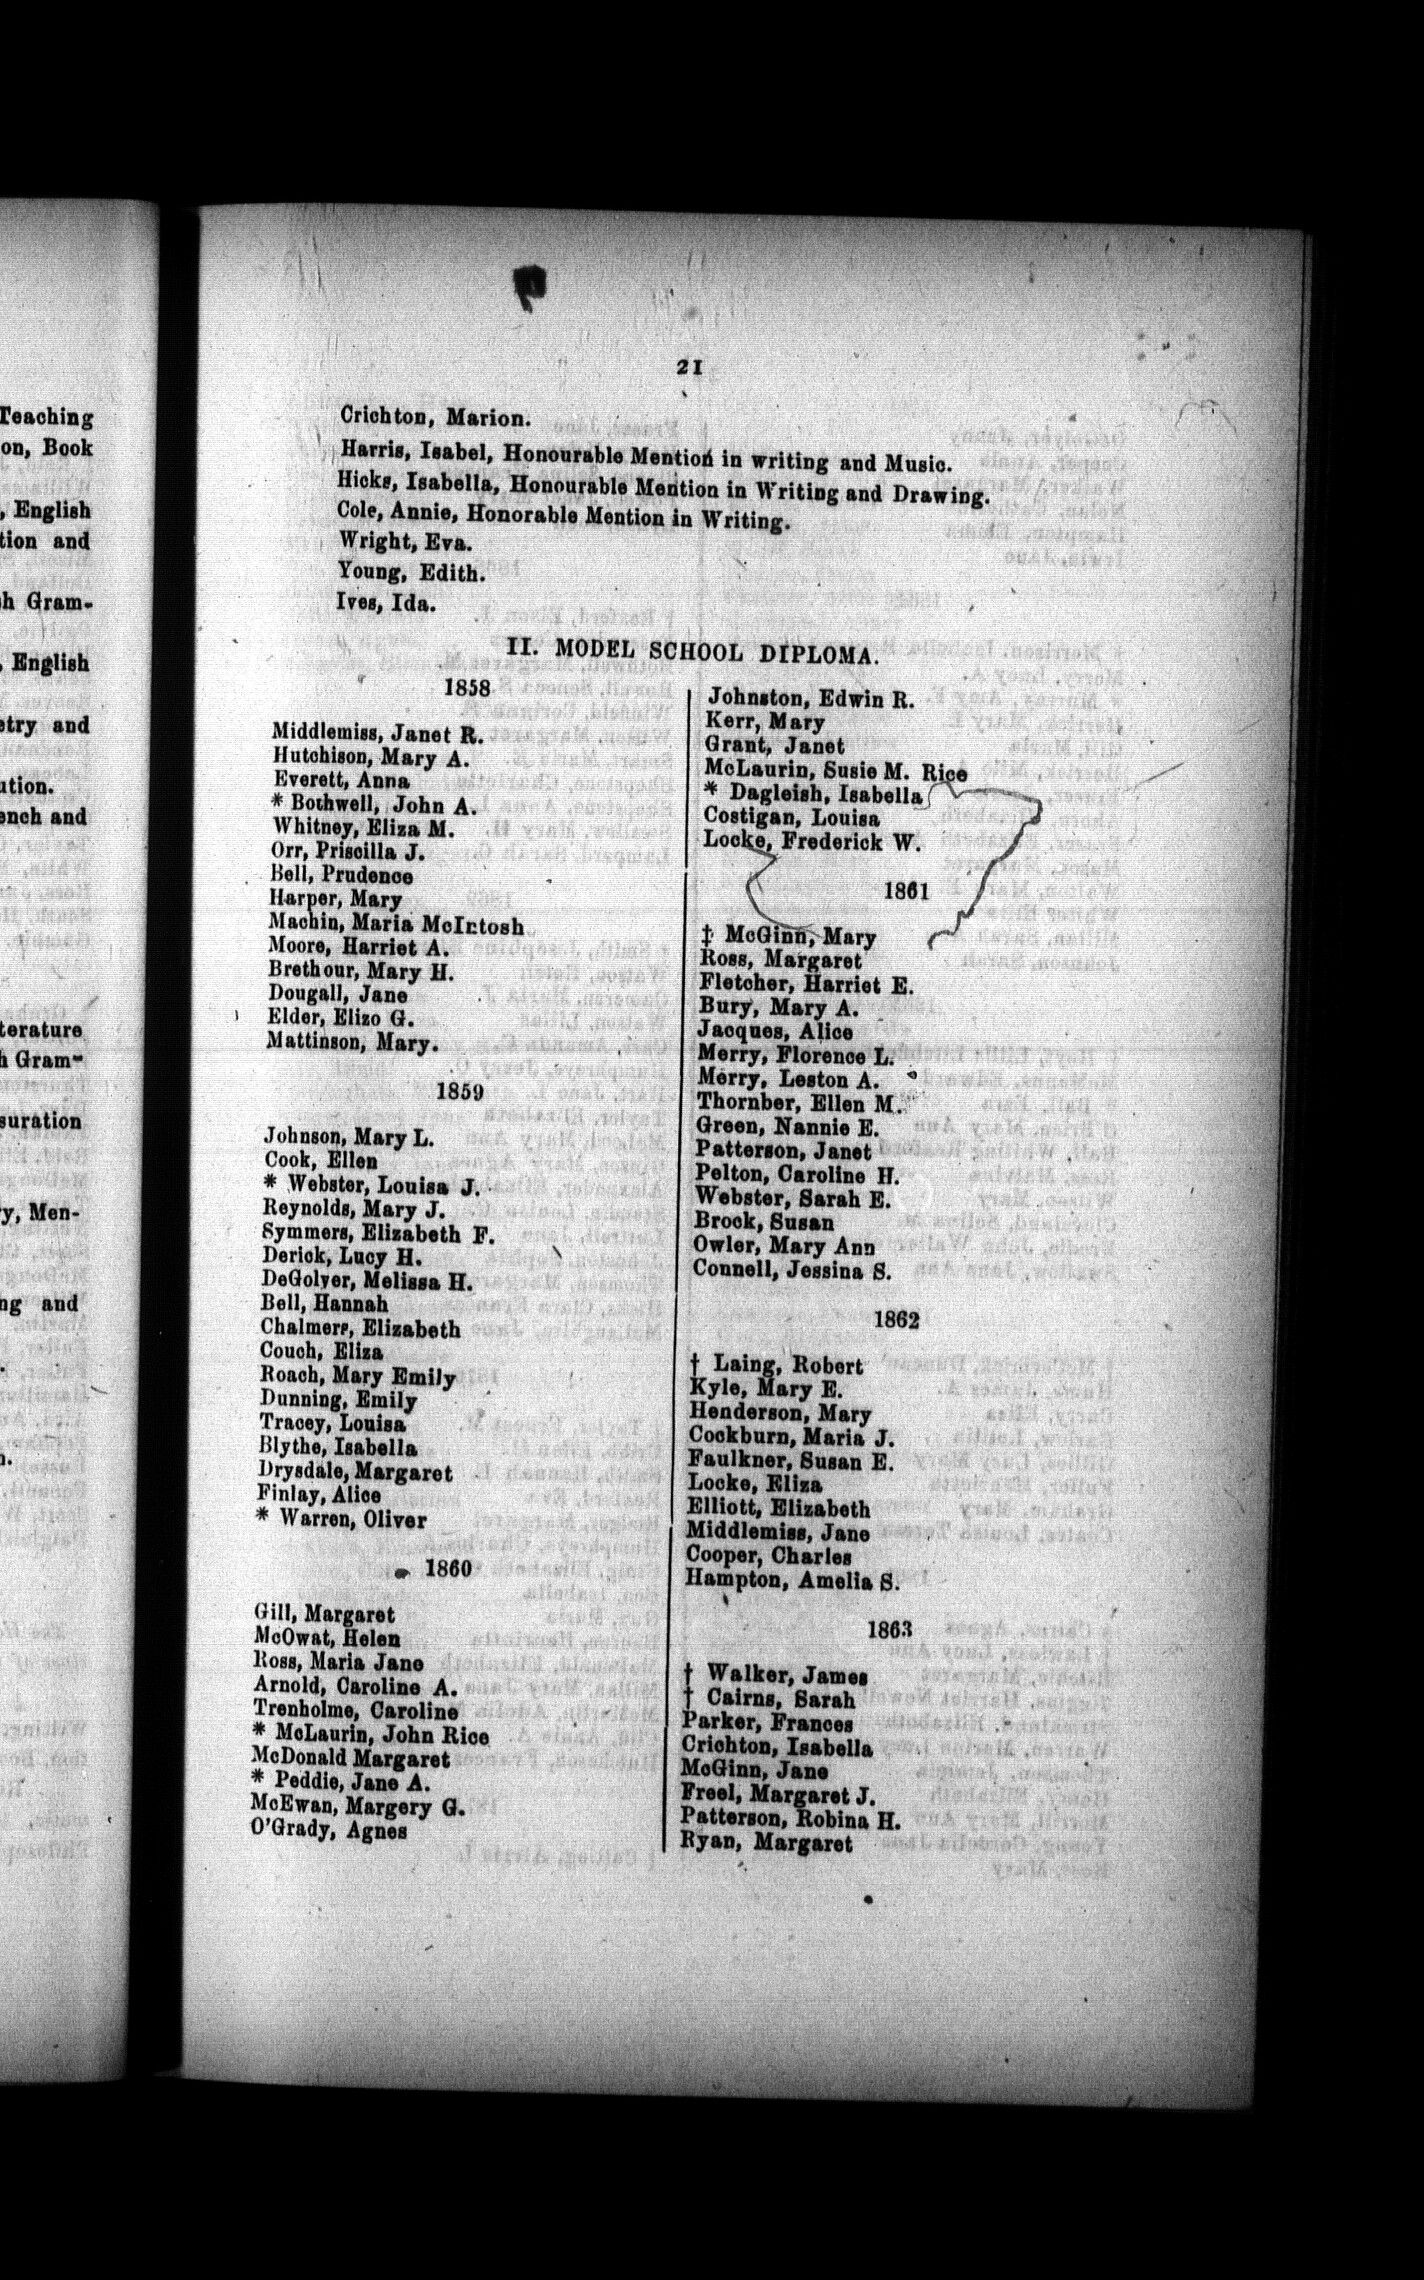 21
Crichton, Marion.
Harris, Isabel, Honourable Mention in writing and Music.
Hicks, Isabella, Honourable Mention in Writing and Drawing.
Cole, Annie, Honorable Mention in Writing.
Wright, Eva.
Young, Edith.
Ives, Ida.
II. MODEL SCHOOL DIPLOMA.
1858
Middlemiss, Janet R.
Hutchison, Mary A.
Everett, Anna
* Bothwell, John A.
Whitney, Eliza M.
Orr, Priscilla J.
Bell, Prudence
Harper, Mary
Machin, Maria McIntosh
Moore, Harriet A.
Brethour, Mary H.
Dougall, Jane
Elder, Elizo G.
Mattinson, Mary.
1859
Johnson, Mary L.
Cook, Ellen
* Webster, Louisa J.
Reynolds, Mary J.
Symmers, Elizabeth F.
Derick, Lucy H.
DeGolyer, Melissa H.
Bell, Hannah
Chalmers, Elizabeth
Couch, Eliza
Roach, Mary Emily
Dunning, Emily
Tracey, Louisa
Blythe, Isabella
Drysdale, Margaret
Finlay, Alice
* Warren, Oliver
1860
Gill, Margaret
McOwat, Helen
Ross, Maria Jane
Arnold, Caroline A.
Trenholme, Caroline
* McLaurin, John Rice
McDonald Margaret
* Peddie, Jane A.
McEwan, Margery G.
O'Grady, Agnes
Johnston, Edwin R.
Kerr, Mary
Grant, Janet
McLaurin, Susie M. Rice
* Dagleish, Isabella
Costigan, Louisa
Locke, Frederick W.
1861
‡ McGinn, Mary
Ross, Margaret
Fletcher, Harriet E.
Bury, Mary A.
Jacques, Alice
Merry, Florence L.
Merry, Leston A.
Thornber, Ellen M.
Green, Nannie E.
Patterson, Janet
Pelton, Caroline H.
Webster, Sarah E.
Brock, Susan
Owler, Mary Ann
Connell, Jessina S.
1862
† Laing, Robert
Kyle, Mary E.
Henderson, Mary
Cockburn, Maria J.
Faulkner, Susan E.
Locke, Eliza
Elliott, Elizabeth
Middlemiss, Jane
Cooper, Charles
Hampton, Amelia S.
1863
† Walker, James
† Cairns, Sarah
Parker, Frances
Crichton, Isabella
McGinn, Jane
Freel, Margaret J.
Patterson, Robina H.
Ryan, Margaret